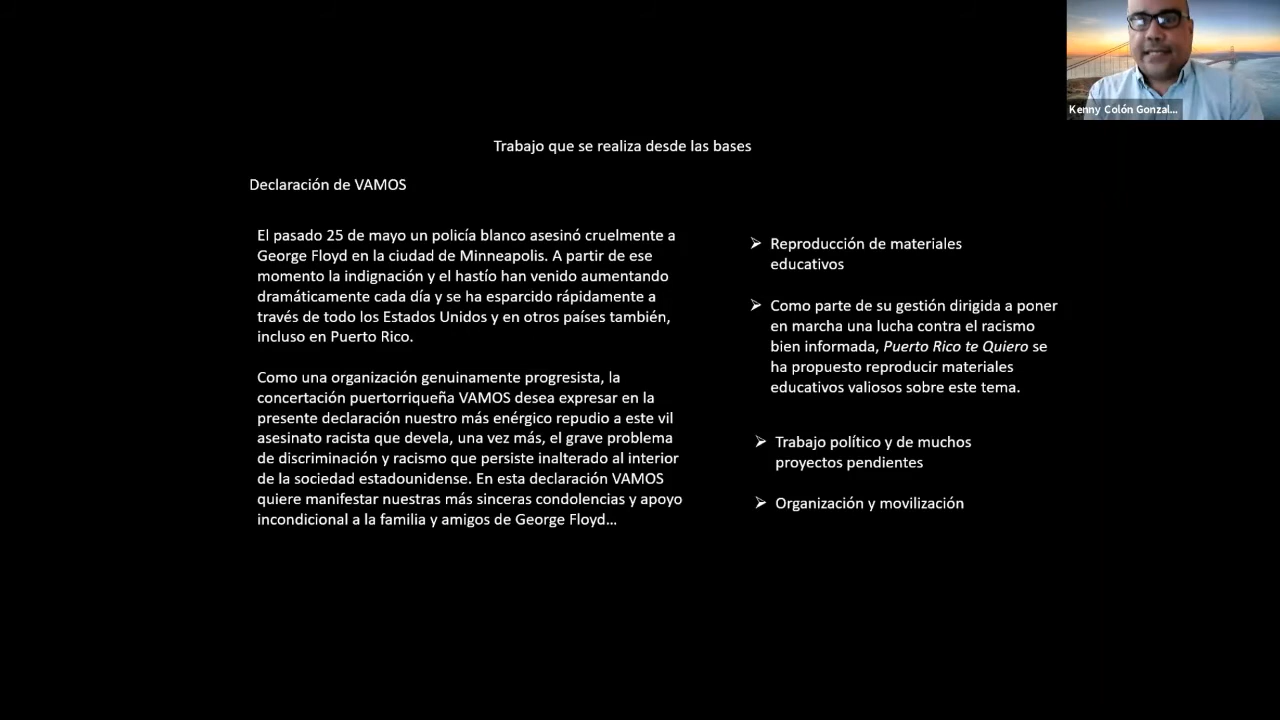 Kenny Colón Gonzal...
Trabajo que se realiza desde las bases
Declaración de VAMOS
El pasado 25 de mayo un policía blanco asesinó cruelmente a
George Floyd en la ciudad de Minneapolis. A partir de ese
momento la indignación y el hastío han venido aumentando
dramáticamente cada día y se ha esparcido rápidamente a
través de todo los Estados Unidos y en otros países también,
incluso en Puerto Rico.
Como una organización genuinamente progresista, la
concertación puertorriqueña VAMOS desea expresar en la
presente declaración nuestro más enérgico repudio a este vil
asesinato racista que devela, una vez más, el grave problema
de discriminación y racismo que persiste inalterado al interior
de la sociedad estadounidense. En esta declaración VAMOS
quiere manifestar nuestras más sinceras condolencias y apoyo
incondicional a la familia y amigos de George Floyd…
➢ Reproducción de materiales
educativos
➢ Como parte de su gestión dirigida a poner
en marcha una lucha contra el racismo
bien informada, Puerto Rico te Quiero se
ha propuesto reproducir materiales
educativos valiosos sobre este tema.
➢ Trabajo político y de muchos
proyectos pendientes
➢ Organización y movilización